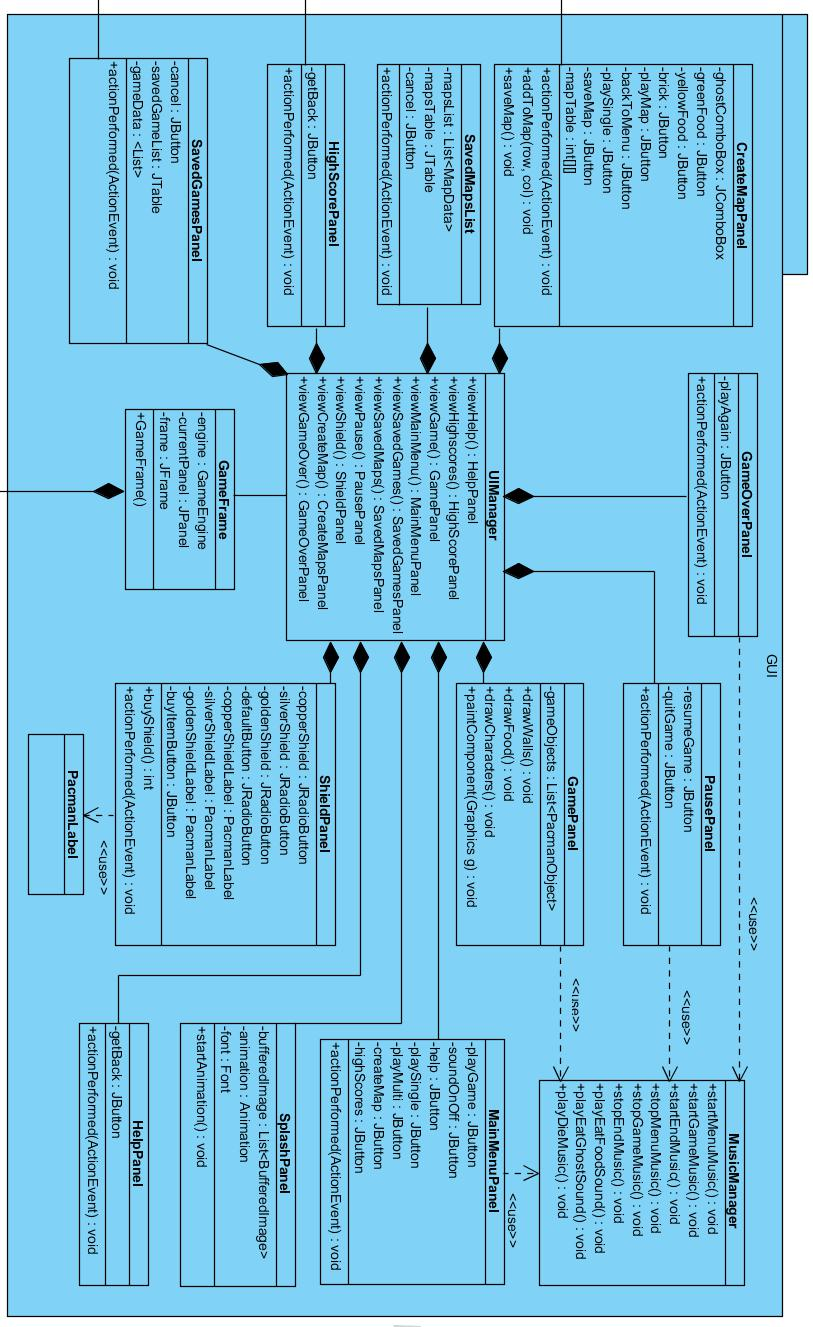 GUI
CreateMapPanel
-ghostComboBox : JComboBox
-greenFood : JButton
-yellowFood : JButton
-brick : JButton
-playMap : JButton
-backToMenu : JButton
-playSingle : JButton
-saveMap : JButton
-mapTable : int[][]
+actionPerformed(ActionEvent) : void
+addToMap(row, col) : void
+saveMap() : void
SavedMapsList
-mapsList : List<MapData>
-mapsTable : JTable
-cancel : JButton
+actionPerformed(ActionEvent) : void
HighScorePanel
-getBack : JButton
+actionPerformed(ActionEvent) : void
SavedGamesPanel
-cancel : JButton
-savedGameList : JTable
-gameData : <List>
+actionPerformed(ActionEvent) : void
GameOverPanel
-playAgain : JButton
+actionPerformed(ActionEvent) : void
UIManager
+viewHelp() : HelpPanel
+viewHighscores() : HighScorePanel
+viewMainMenu() : MainMenuPanel
+viewGame() : GamePanel
+viewSavedGames() : SavedGamesPanel
+viewSavedMaps() : SavedMapsPanel
+viewPause() : PausePanel
+viewShield() : ShieldPanel
+viewCreateMap() : CreateMapsPanel
+viewGameOver() : GameOverPanel
GameFrame
-engine : GameEngine
-currentPanel : JPanel
-frame : JFrame
+GameFrame()
PausePanel
-resumeGame : JButton
-quitGame : JButton
+actionPerformed(ActionEvent) : void
GamePanel
-gameObjects : List<PacmanObject>
+drawWalls() : void
+drawFood() : void
+drawCharacters() : void
+paintComponent(Graphics g) : void
ShieldPanel
-copperShield : JRadioButton
-silverShield : JRadioButton
-goldenShield : JRadioButton
-defaultButton : JRadioButton
-copperShieldLabel : PacmanLabel
-silverShieldLabel : PacmanLabel
-goldenShieldLabel : PacmanLabel
-buyItemButton : JButton
+buyShield() : int
+actionPerformed(ActionEvent) : void
PacmanLabel
<<use>>
<<use>>
<<use>>
<<use>>
<<use>>
MusicManager
+startMenuMusic() : void
+startGameMusic() : void
+startEndMusic() : void
+stopMenuMusic() : void
+stopGameMusic() : void
+stopEndMusic() : void
+playEatFoodSound() : void
+playEatGhostSound() : void
+playDieMusic() : void
MainMenuPanel
-playGame : JButton
-soundOnOff : JButton
-help : JButton
-playSingle : JButton
-playMulti : JButton
-createMap : JButton
-highScores : JButton
+actionPerformed(ActionEvent) : void
SplashPanel
-bufferedImage : List<BufferedImage>
-animation : Animation
-font : Font
+startAnimation() : void
HelpPanel
-getBack : JButton
+actionPerformed(ActionEvent) : void